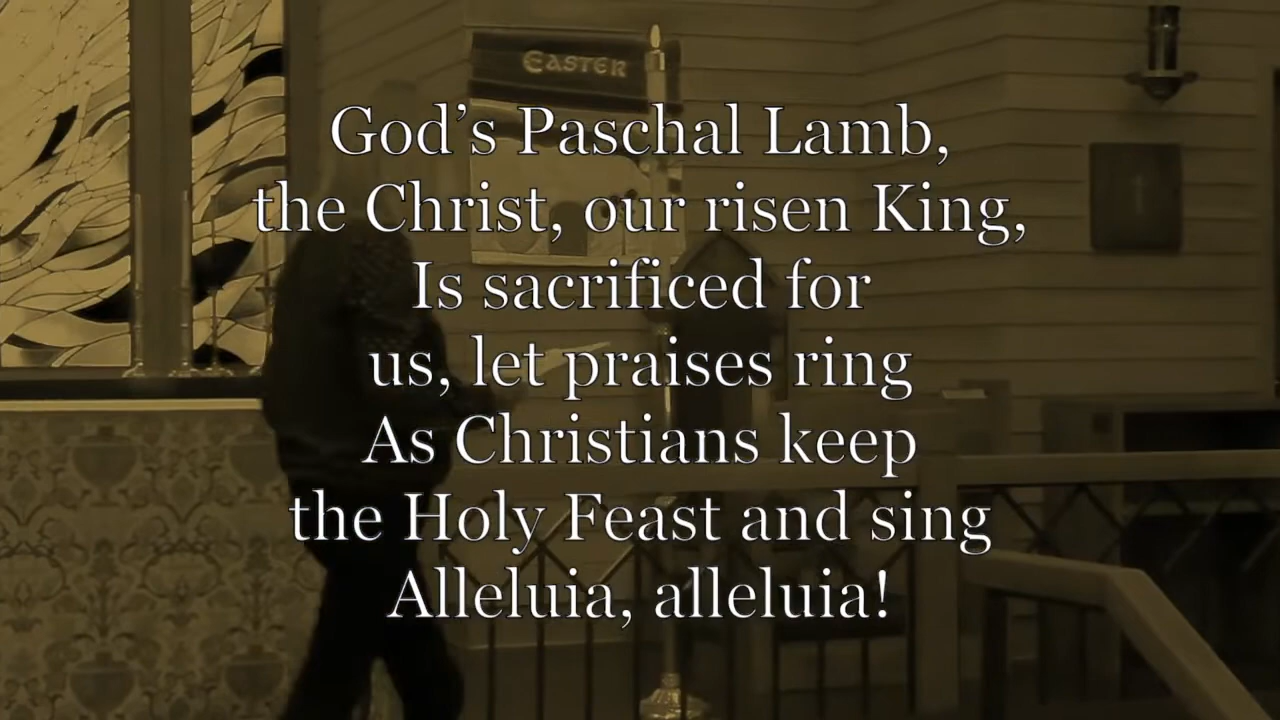 EASTER
God’s Paschal Lamb,
the Christ, our risen King,
Is sacrificed for
us, let praises ring
As Christians keep
the Holy Feast and sing
Alleluia, alleluia!